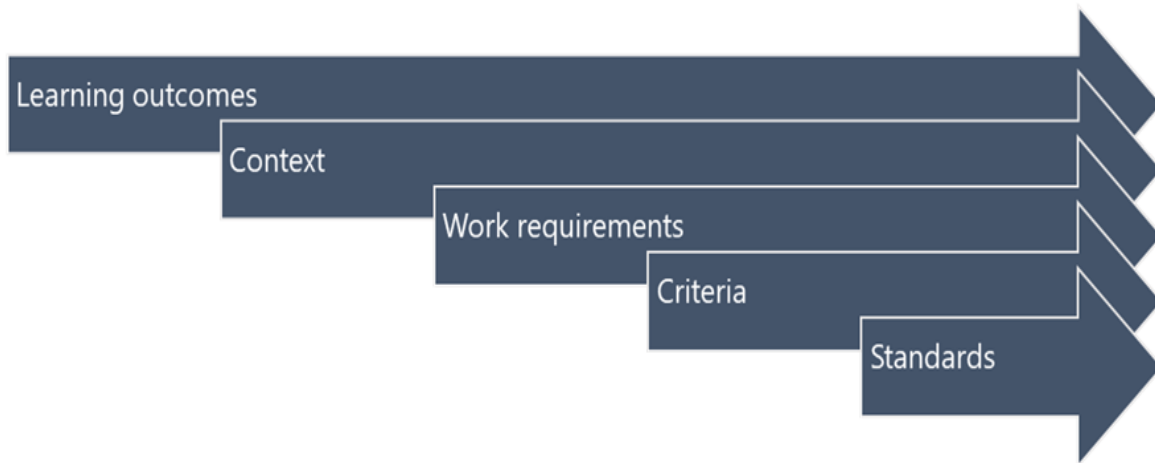 Learning outcomes
Context
Work requirements
Criteria
Standards